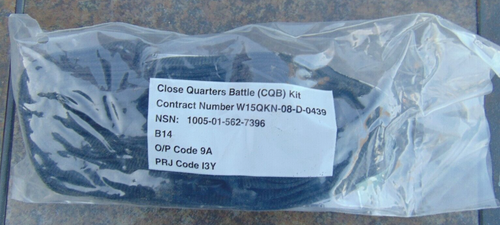 Close Quarters Battle (CQB) Kit
Contract Number W15QKN-08-D-0439
NSN: 1005-01-562-7396
B14
O/P Code 9A
PRJ Code I3Y